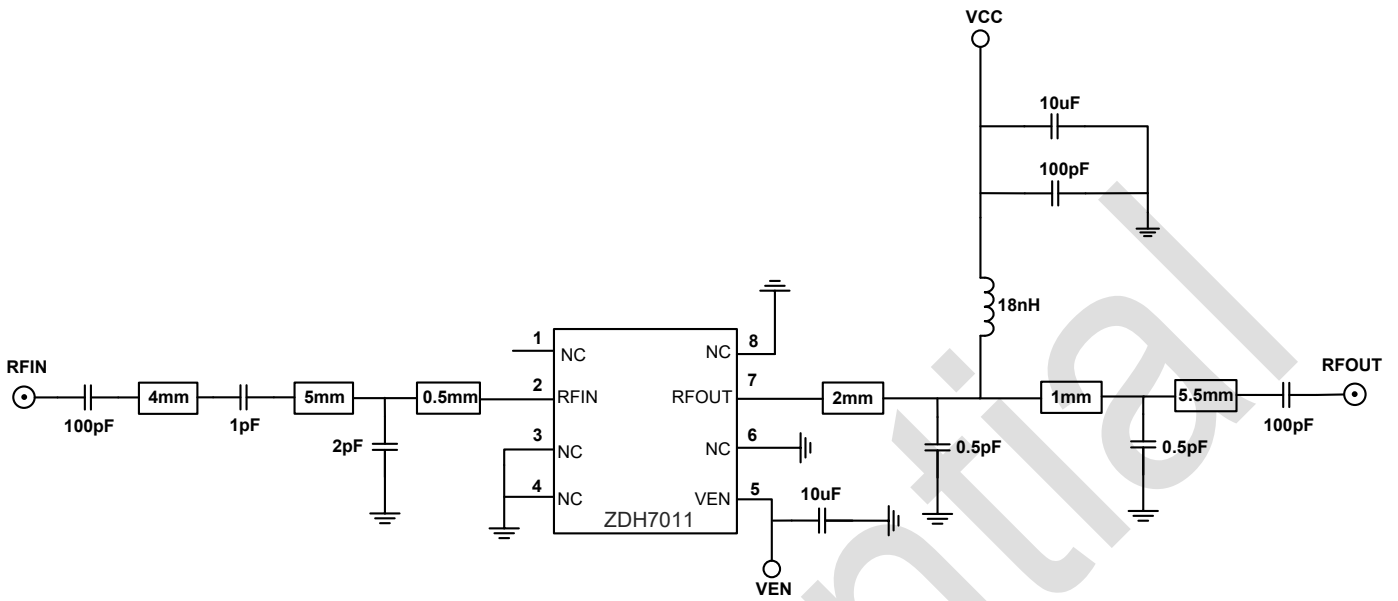 VCC
10uF
100pF
18nH
RFIN
100pF
4mm
1pF
5mm
2pF
0.5mm
1
NC
2
RFIN
3
NC
4
NC
8
NC
7
RFOUT
6
NC
5
VEN
ZDH7011
10uF
VEN
2mm
0.5pF
1mm
0.5pF
5.5mm
100pF
RFOUT
ntial